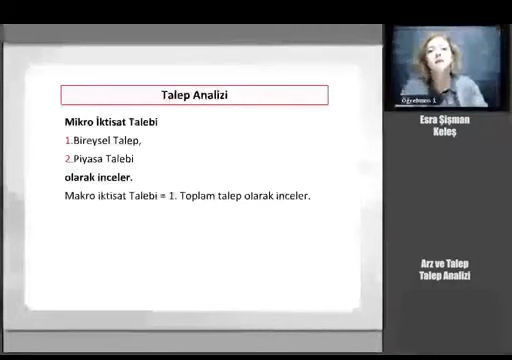 Talep Analizi
Mikro İktisat Talebi
1.Bireysel Talep,
2.Piyasa Talebi
olarak inceler.
Makro iktisat Talebi = 1. Toplam talep olarak inceler.
Öğretmen 1
Esra Şişman
Keleş
Arz ve Talep
Talep Analizi